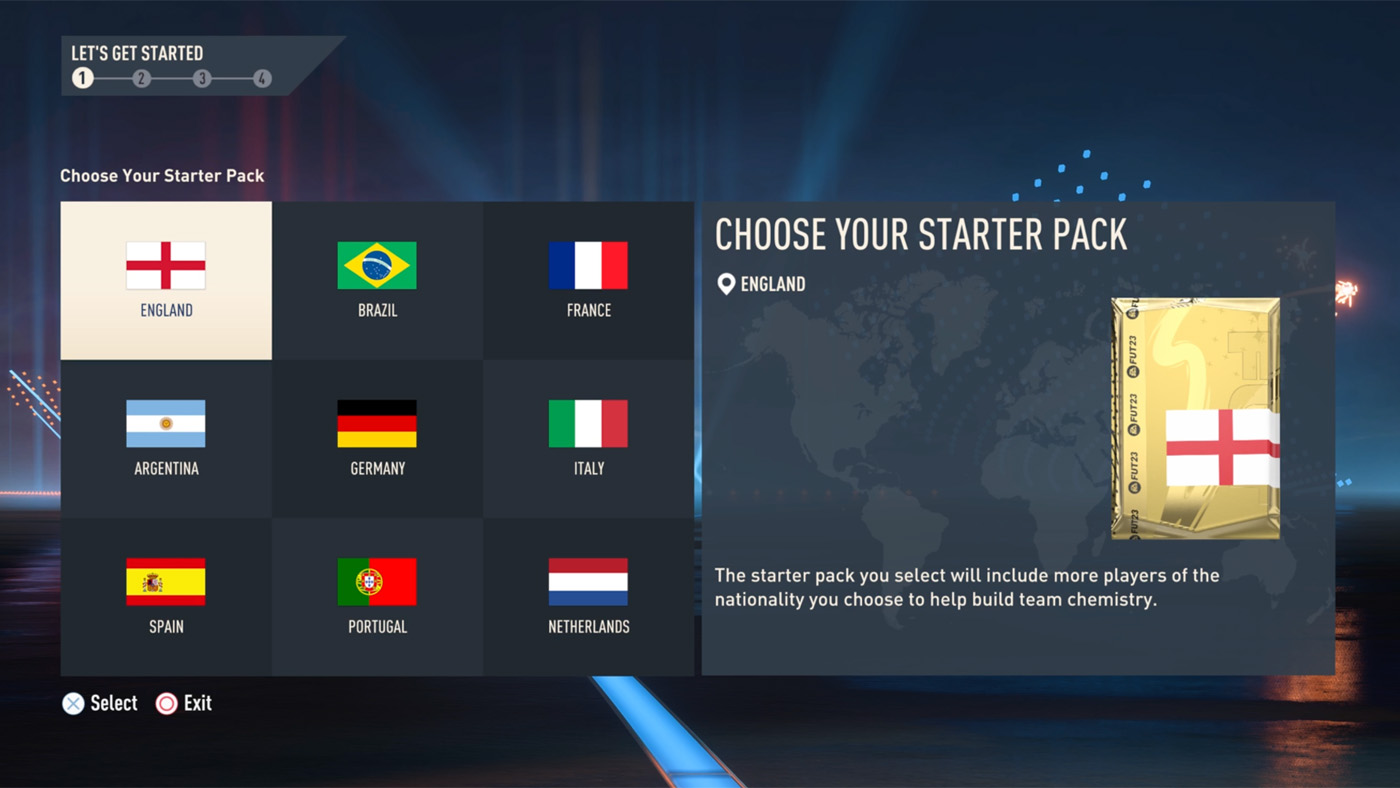 LET'S GET STARTED
1 2 3 4
Choose Your Starter Pack
ENGLAND
BRAZIL
FRANCE
ARGENTINA
GERMANY
ITALY
SPAIN
PORTUGAL
NETHERLANDS
CHOOSE YOUR STARTER PACK
ENGLAND
FUT23
FUT23
FUT23
The starter pack you select will include more players of the
nationality you choose to help build team chemistry.
Select
Exit